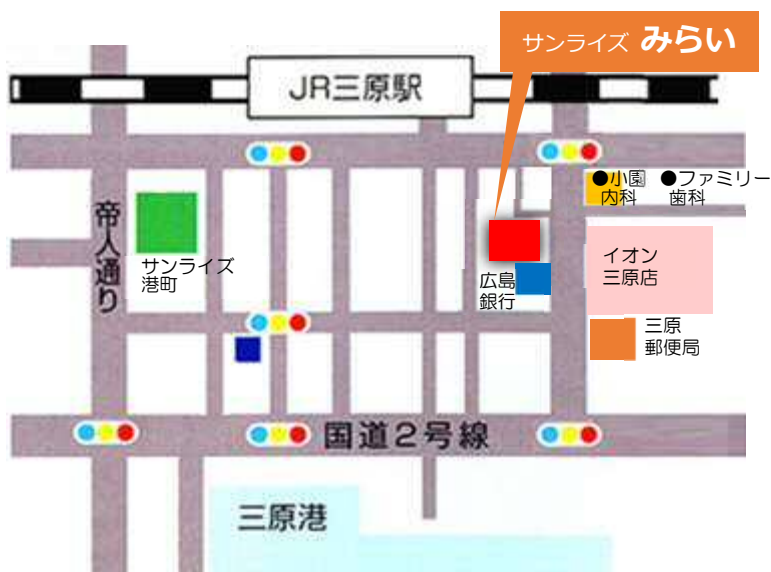 サンライズ みらい
JR三原駅
●小園 ●ファミリー
内科 歯科
帝人通り
サンライズ
港町
広島
銀行
イオン
三原店
三原
郵便局
国道2号線
三原港